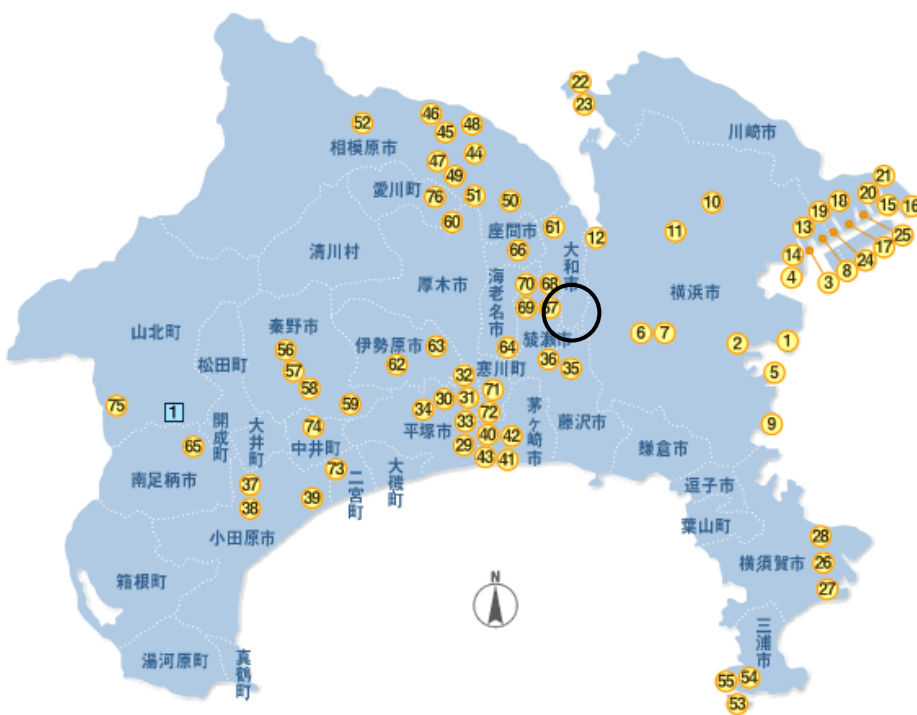 22
23
46
52
45
48
川崎市
相模原市
44
47
49
21
愛川町
76
51
50
20
10
18
15
16
19
60
61
座間市
13
11
12
25
66
大和市
清川村
17
14
24
厚木市
海老名市
70
68
4
3
8
横浜市
69
67
秦野市
山北町
6
7
伊勢原市
63
綾瀬市
2
1
56
64
松田町
62
36
寒川町
35
57
32
5
58
71
30
31
75
59
34
72
茅ヶ崎市
1
開成町
大井町
74
33
藤沢市
9
平塚市
40
42
65
中井町
29
鎌倉市
43
41
73
大磯町
南足柄市
二宮町
37
逗子市
39
38
葉山町
小田原市
28
N
横須賀市
26
箱根町
27
三浦市
湯河原町
真鶴町
55
54
53